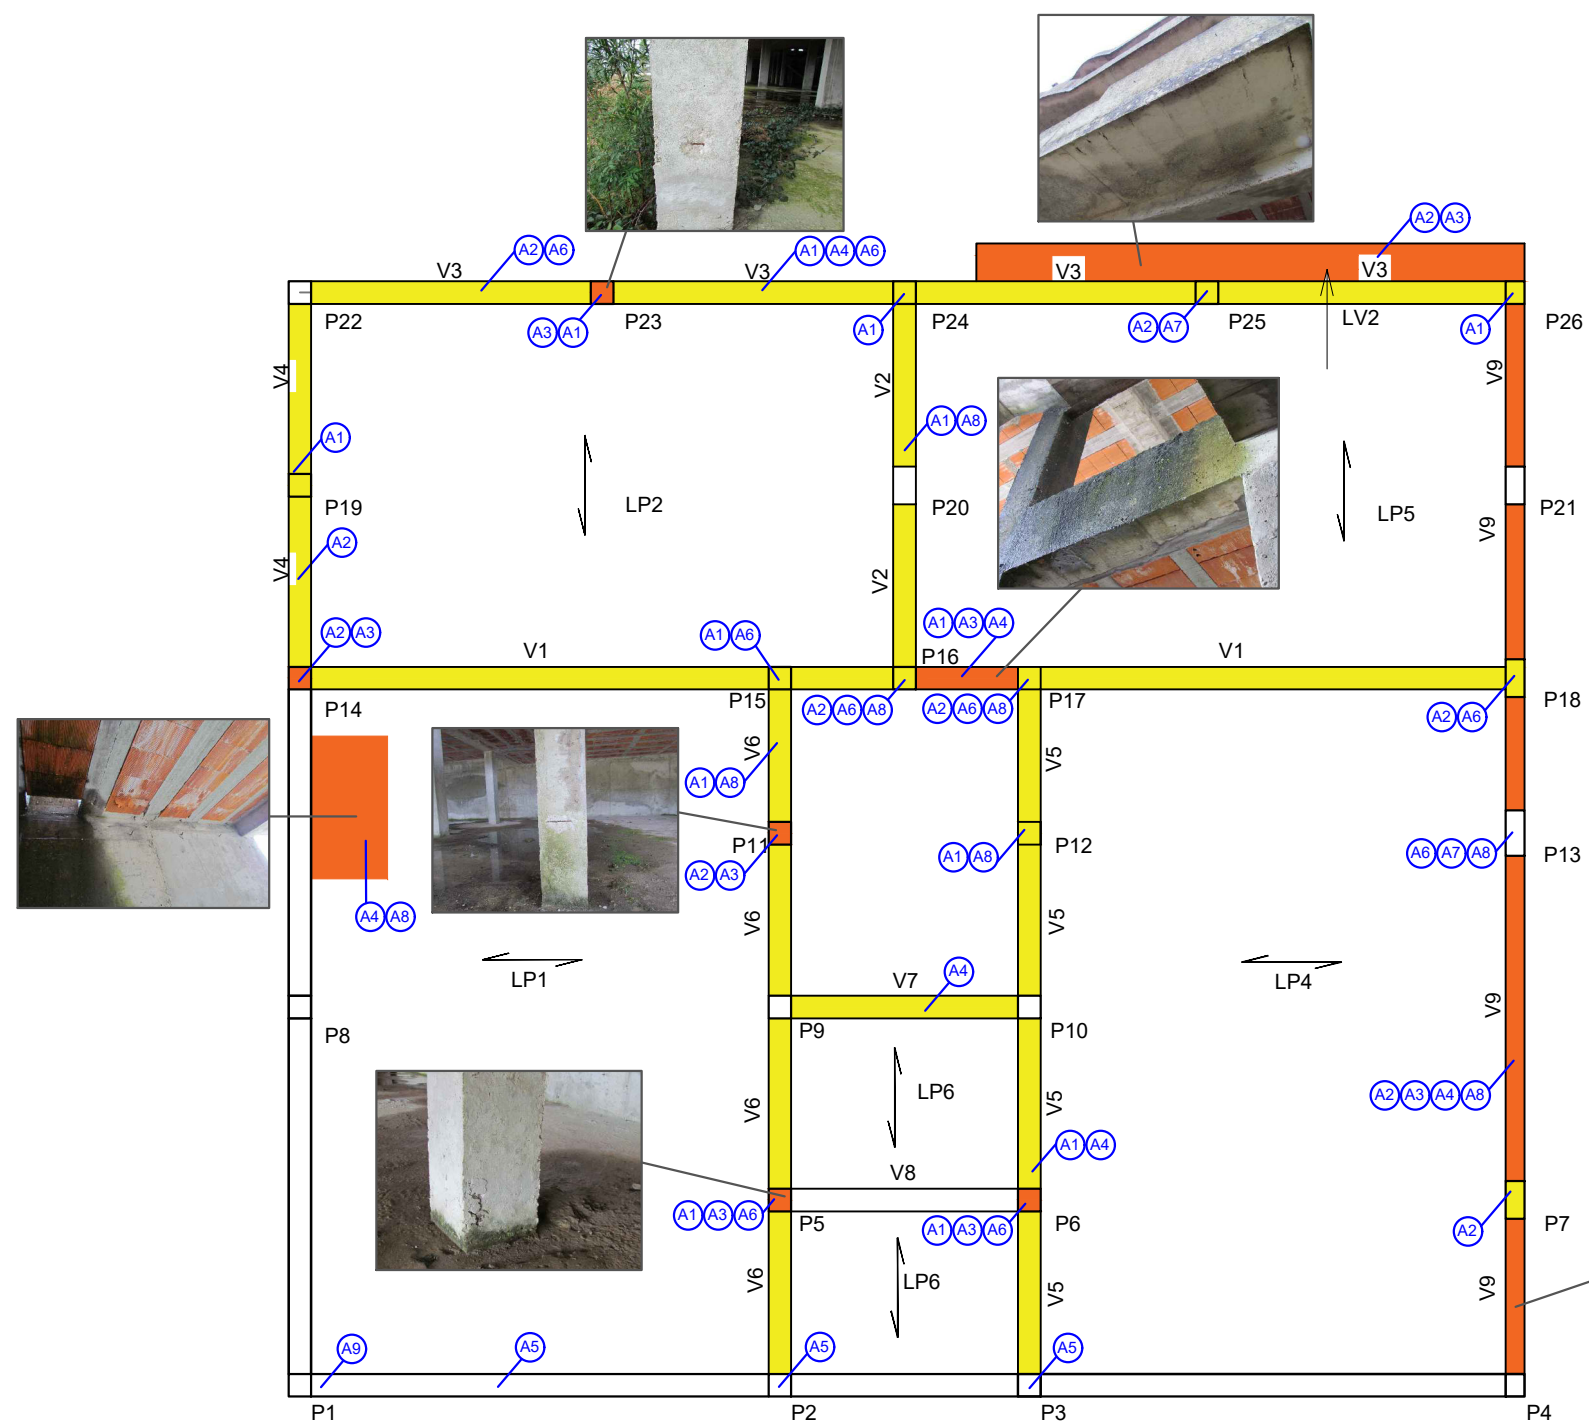 A2 A3
A2 A6
A1 A4 A6
V3
V3
V3
V3
P22
A3 A1
P23
A1
P24
A2 A7
P25
LV2
A1
P26
V4
V2
V9
A1
A1 A8
P19
LP2
P20
LP5
P21
V4
A2
V2
V9
A2 A3
A1 A6
A1 A3 A4
V1
P16
V1
P14
P15
A2 A6 A8
A2 A6 A8
P17
A2 A6
P18
V6
V5
A1 A8
P11
P12
A1 A8
A6 A7 A8
P13
A2 A3
A4 A8
V6
V5
LP1
V7
A4
LP4
V9
P8
P9
P10
LP6
V6
V5
A2 A3 A4 A8
A1 A4
V8
A1 A3 A6
P5
A1 A3 A6
P6
A2
P7
V6
LP6
V5
V9
A9
A5
A5
A5
P1
P2
P3
P4